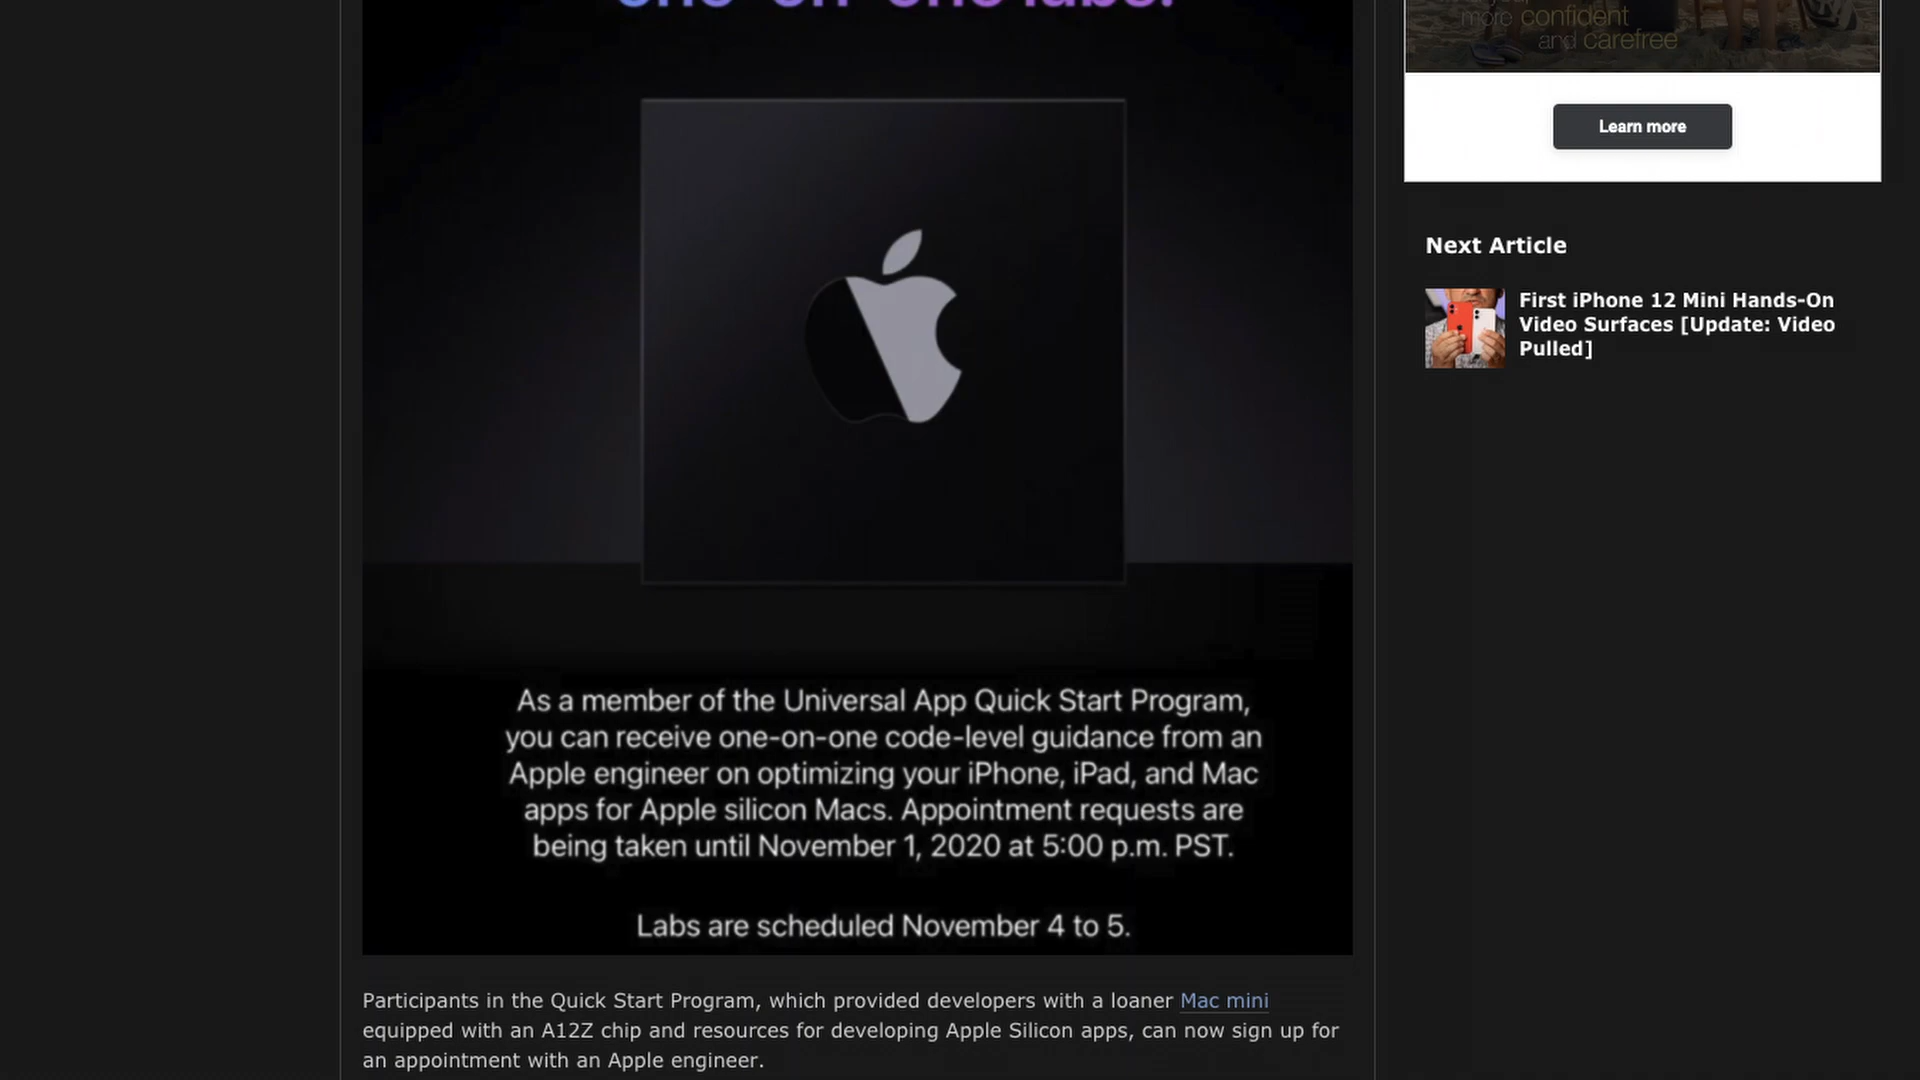 one-on-one labs.
As a member of the Universal App Quick Start Program,
you can receive one-on-one code-level guidance from an
Apple engineer on optimizing your iPhone, iPad, and Mac
apps for Apple silicon Macs. Appointment requests are
being taken until November 1, 2020 at 5:00 p.m. PST.
Labs are scheduled November 4 to 5.
Participants in the Quick Start Program, which provided developers with a loaner Mac mini
equipped with an A12Z chip and resources for developing Apple Silicon apps, can now sign up for
an appointment with an Apple engineer.
more confident
and carefree
Learn more
Next Article
First iPhone 12 Mini Hands-On
Video Surfaces [Update: Video
Pulled]